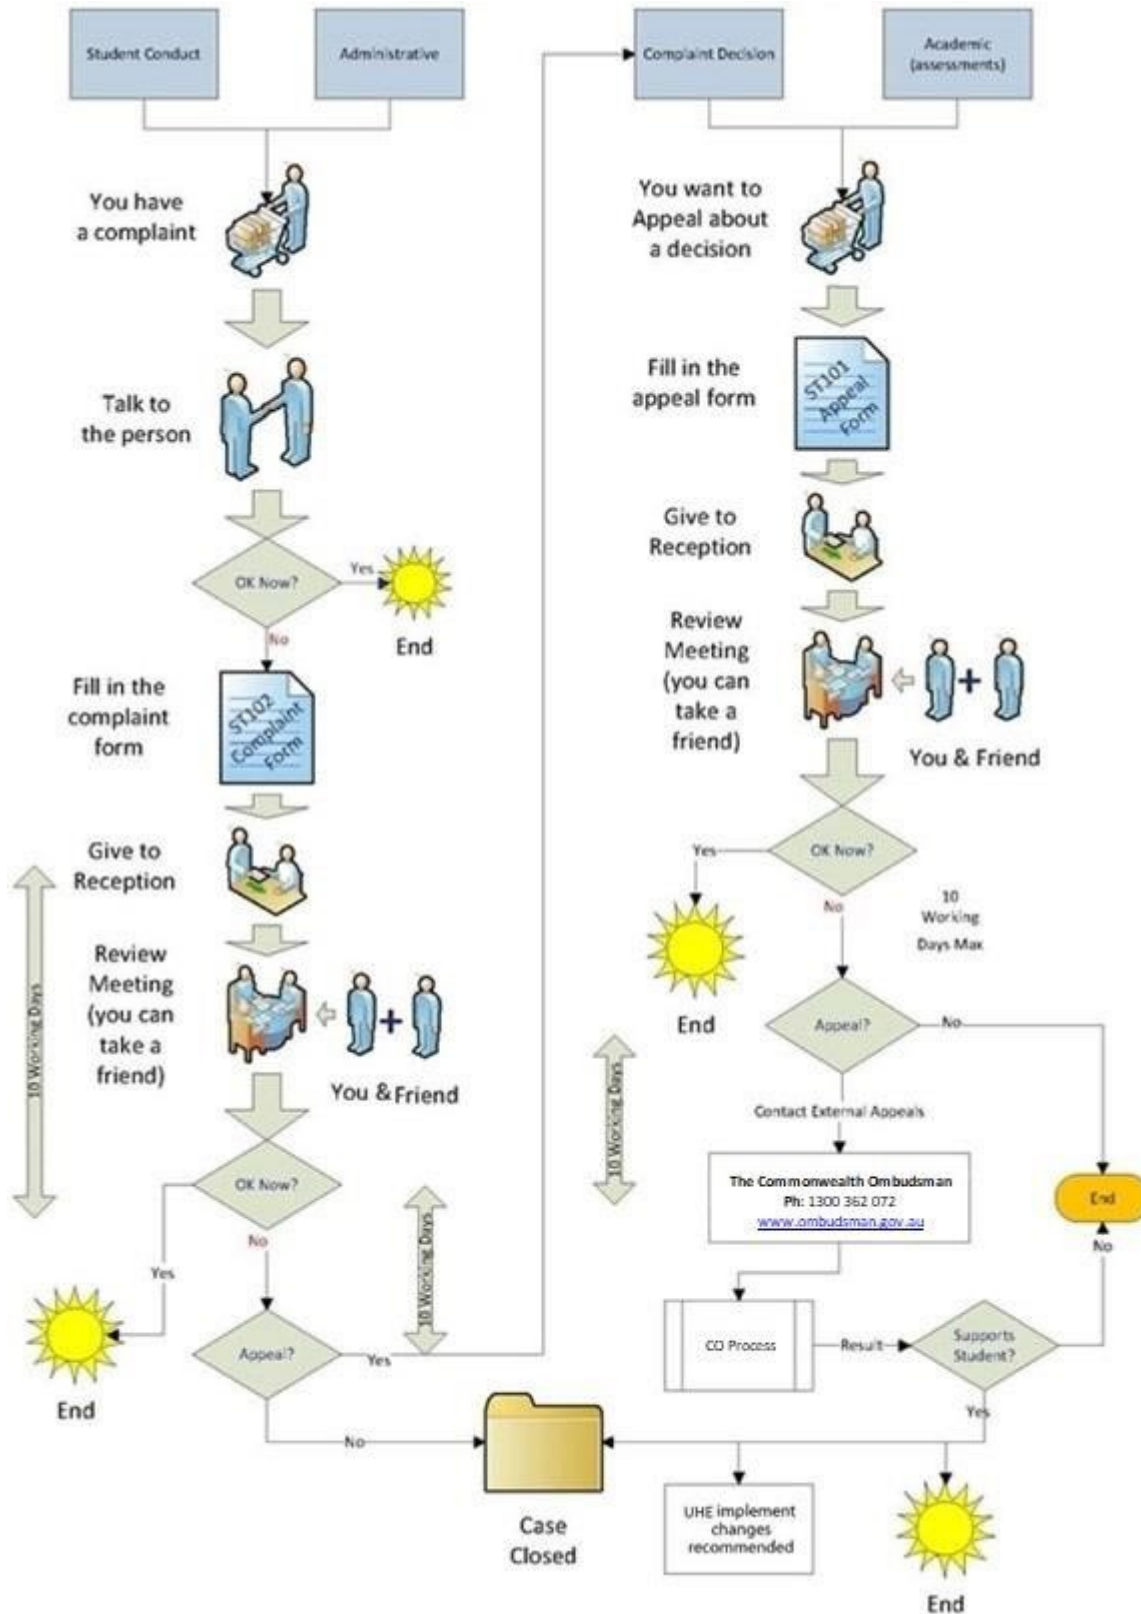 Student Conduct
Administrative
Complaint Decision
Academic
(assessments)
You have
a complaint
Talk to
the person
OK Now?
Yes
End
No
Fill in the
complaint
form
ST102
Complaint
Form
Give to
Reception
10 Working Days
Review
Meeting
(you can
take a
friend)
You & Friend
OK Now?
No
Yes
10 Working Days
End
Appeal?
Yes
No
Case
Closed
You want to
Appeal about
a decision
Fill in the
appeal form
ST101
Appeal
Form
Give to
Reception
Review
Meeting
(you can
take a
friend)
You & Friend
OK Now?
Yes
No
10
Working
Days Max
End
Appeal?
No
10 Working Days
Contact External Appeals
The Commonwealth Ombudsman
Ph: 1300 362 072
www.ombudsman.gov.au
End
No
CO Process
Result
Supports
Student?
Yes
UHE implement
changes
recommended
End